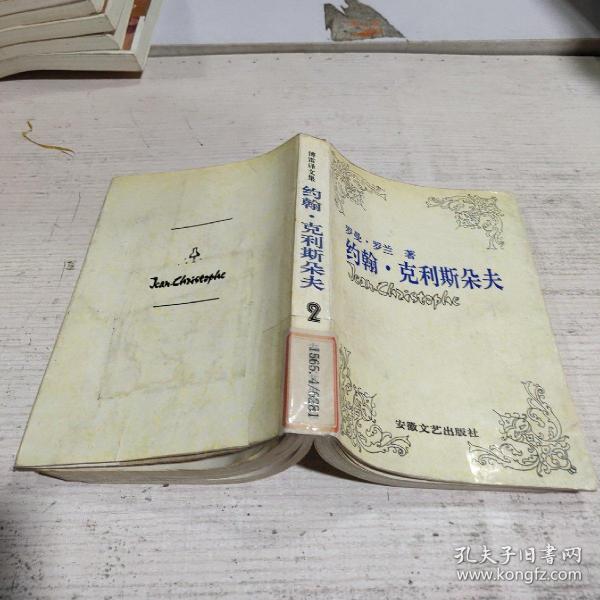 Jean-Christophe
傅雷译文集
约翰·克利斯朵夫
2
1565.4/6281
罗曼·罗兰 著
约翰·克利斯朵夫
Jean-Christophe
安徽文艺出版社
孔夫子旧书网
www.kongfz.com